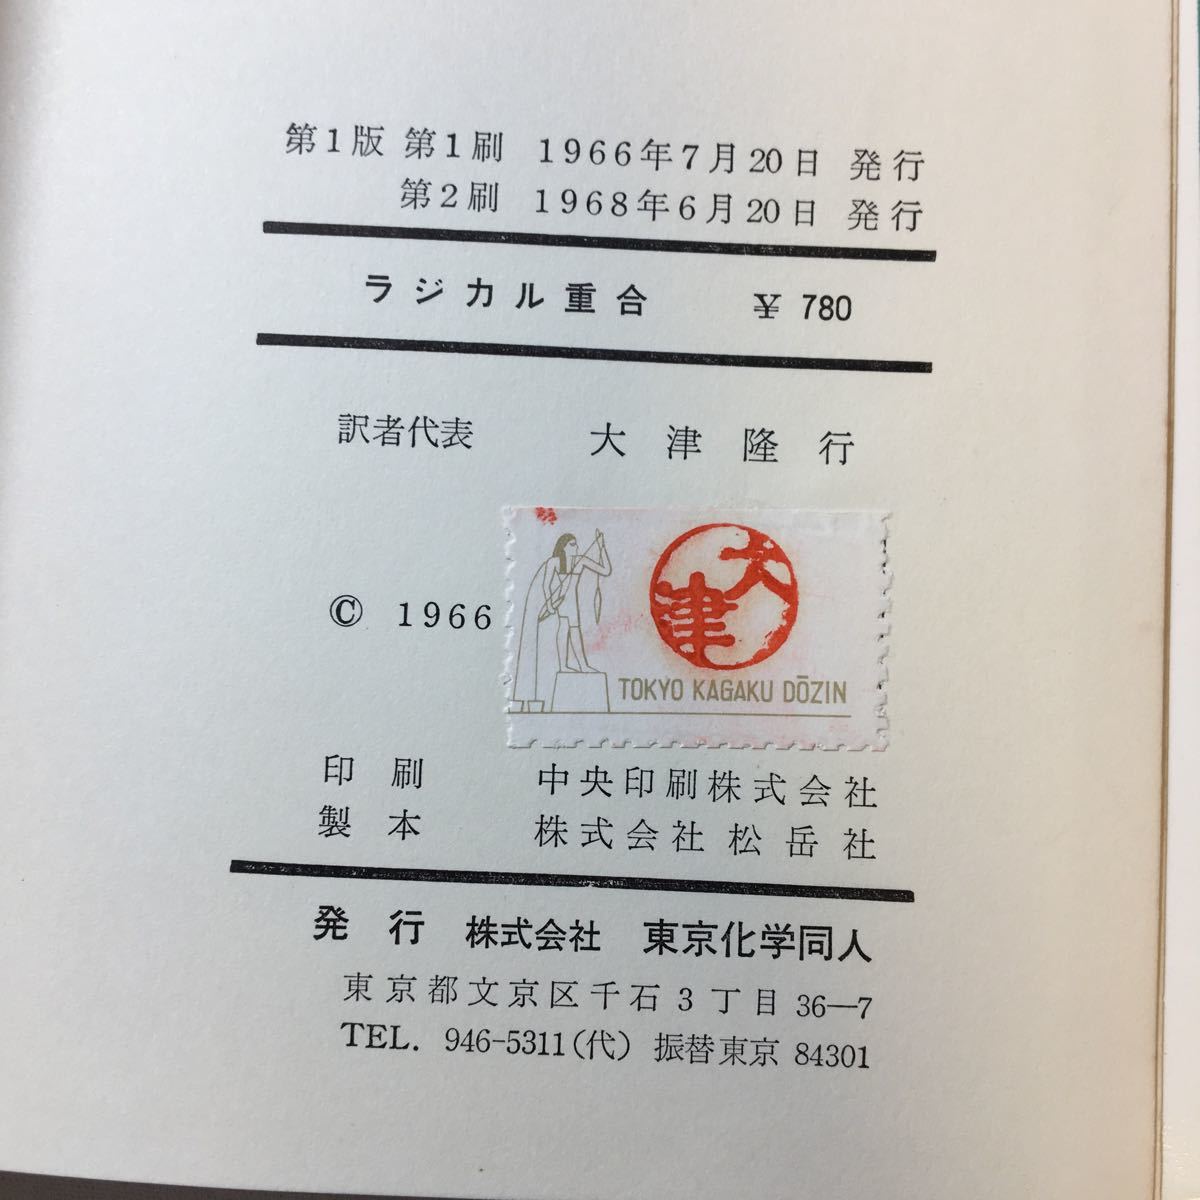 第1版 第1刷 1966年7月20日 発行
第2刷 1968年6月20日 発行
ラジカル重合 ¥ 780
訳者代表 大津隆行
© 1966
大津
TOKYO KAGAKU DŌZIN
印刷 中央印刷株式会社
製本 株式会社松岳社
発行 株式会社 東京化学同人
東京都文京区千石3丁目36—7
TEL. 946-5311(代) 振替東京 84301